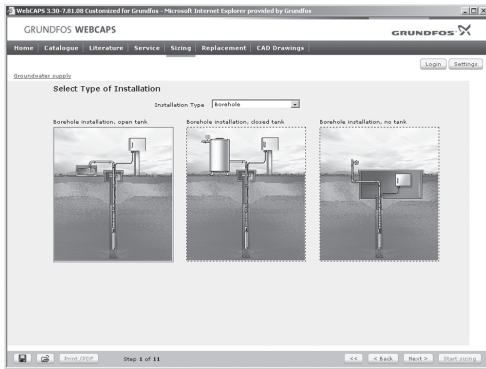 WebCAPS 3.30-7.81.08 Customized for Grundfos - Microsoft Internet Explorer provided by Grundfos
GRUNDFOS WEBCAPS
GRUNDFOS
Home Catalogue Literature Service Sizing Replacement CAD Drawings
Login Settings
Groundwater supply
Select Type of Installation
Installation Type Borehole
Borehole installation, open tank Borehole installation, closed tank Borehole installation, no tank
Print /PDF Step 1 of 11 << < Back Next > Start sizing